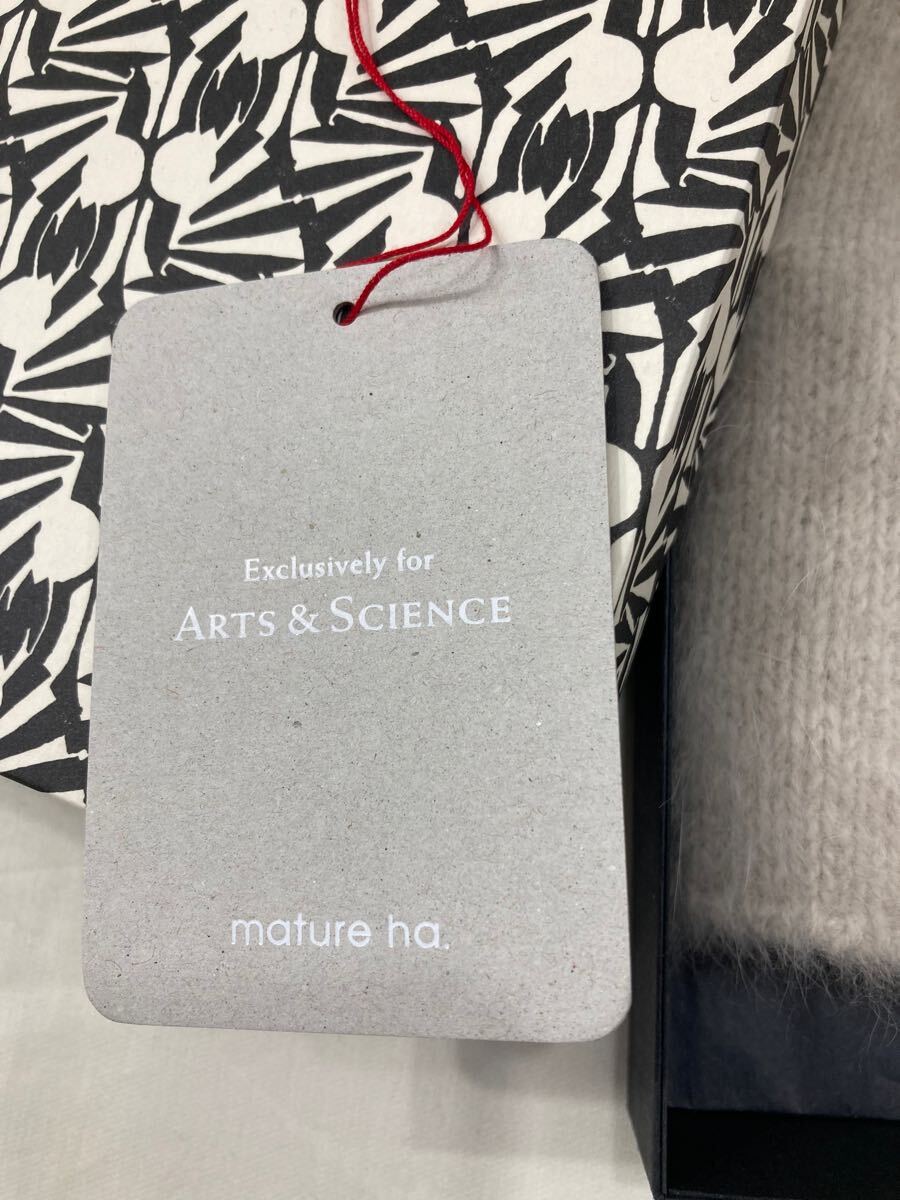 Exclusively for
ARTS & SCIENCE
mature ha.